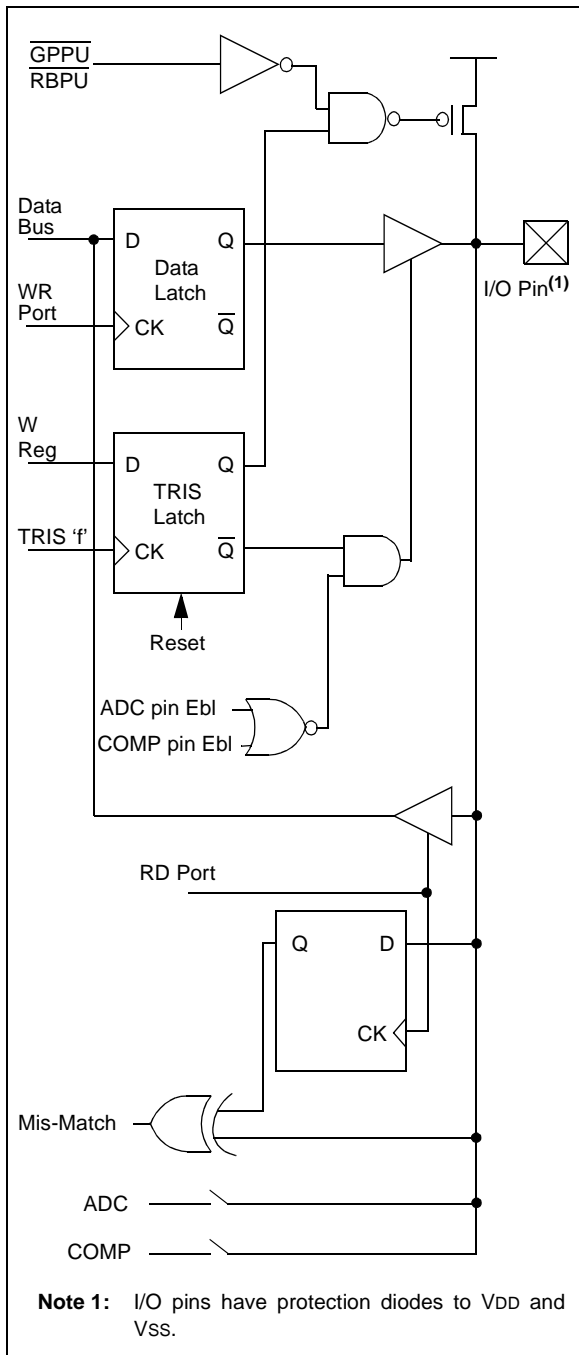 G̅P̅P̅U̅
R̅B̅P̅U̅
Data
Bus
D
Q
Data
Latch
I/O Pin(1)
WR
Port
CK
Q̅
W
Reg
D
Q
TRIS
Latch
TRIS ‘f’
CK
Q̅
Reset
ADC pin Ebl
COMP pin Ebl
RD Port
Q
D
CK
Mis-Match
ADC
COMP
Note 1: I/O pins have protection diodes to VDD and
VSS.